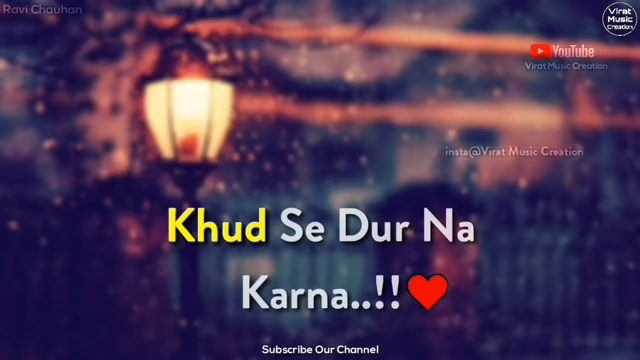 Ravi Chauhan
Virat
Music
Creation
YouTube
Virat Music Creation
insta@Virat Music Creation
Khud Se Dur Na
Karna..!!❤
Subscribe Our Channel